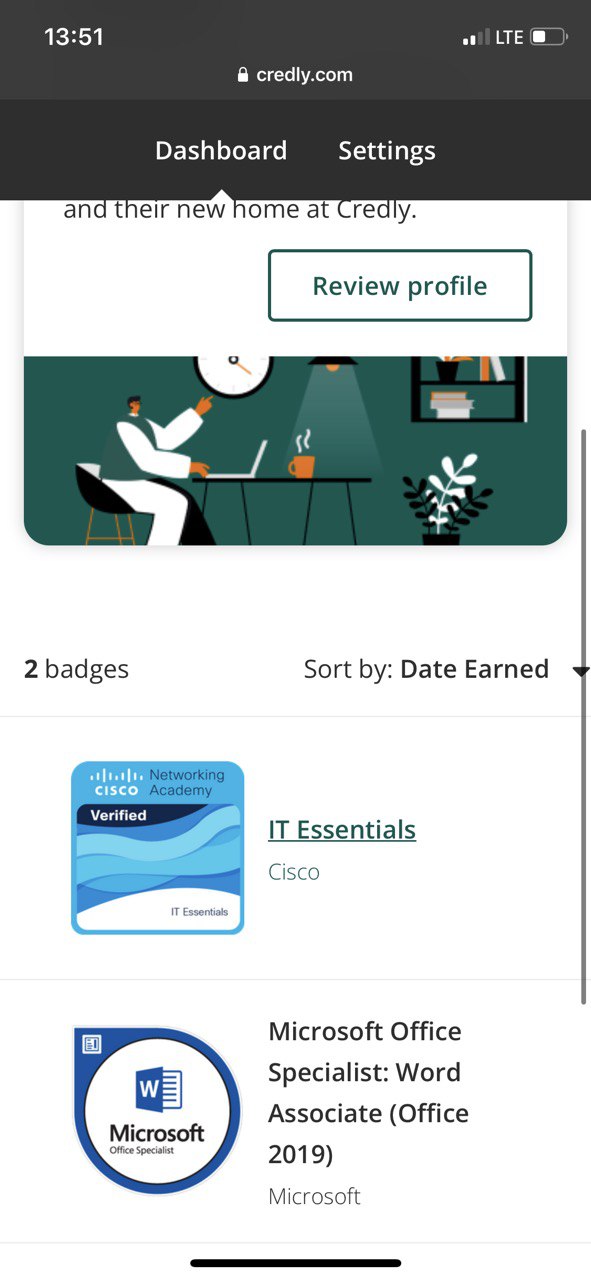 13:51
LTE
credly.com
Dashboard Settings
and their new home at Credly.
Review profile
2 badges Sort by: Date Earned
CISCO Networking Academy
Verified
IT Essentials
IT Essentials
Cisco
W
Microsoft
Office Specialist
Microsoft Office
Specialist: Word
Associate (Office
2019)
Microsoft